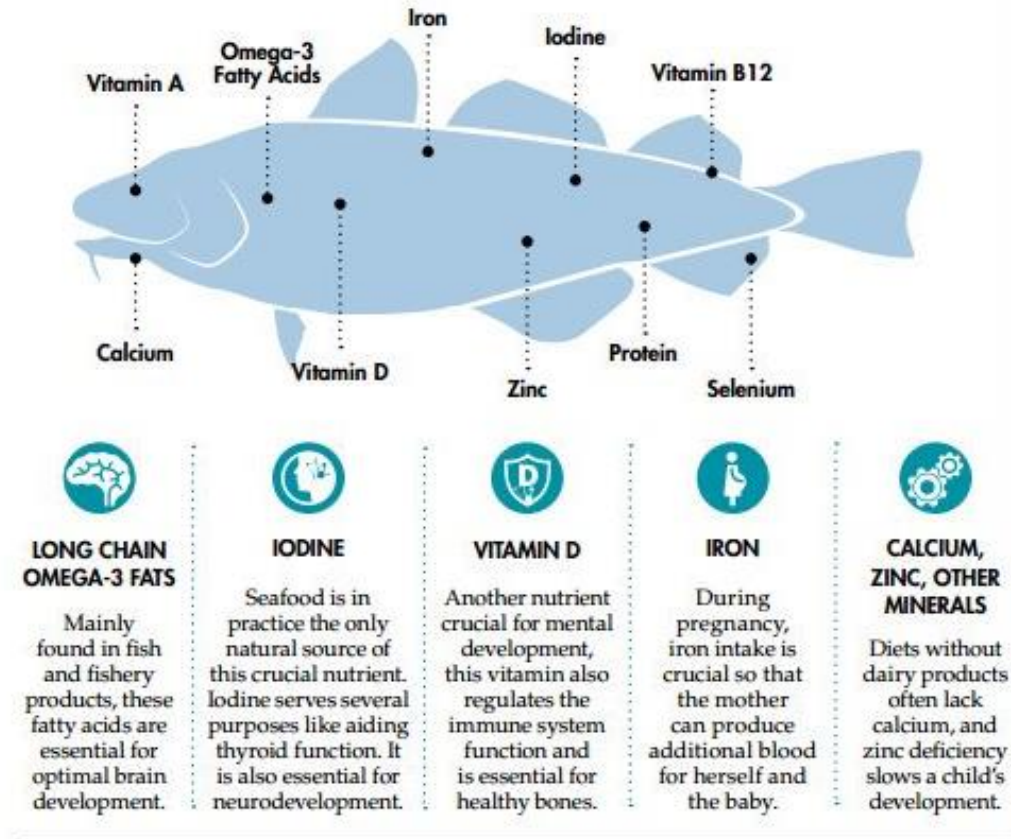 Iron
Iodine
Omega-3
Fatty Acids
Vitamin B12
Vitamin A
Calcium
Vitamin D
Protein
Zinc
Selenium
LONG CHAIN
OMEGA-3 FATS
Mainly
found in fish
and fishery
products, these
fatty acids are
essential for
optimal brain
development.
IODINE
Seafood is in
practice the only
natural source of
this crucial nutrient.
Iodine serves several
purposes like aiding
thyroid function. It
is also essential for
neurodevelopment.
D
VITAMIN D
Another nutrient
crucial for mental
development,
this vitamin also
regulates the
immune system
function and
is essential for
healthy bones.
IRON
During
pregnancy,
iron intake is
crucial so that
the mother
can produce
additional blood
for herself and
the baby.
CALCIUM,
ZINC, OTHER
MINERALS
Diets without
dairy products
often lack
calcium, and
zinc deficiency
slows a child's
development.